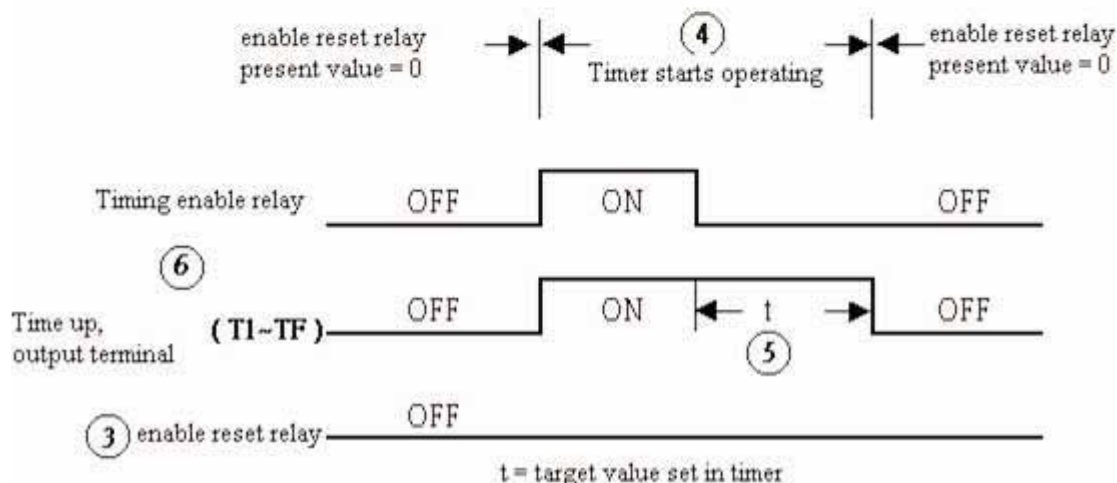 enable reset relay
present value = 0
4
Timer starts operating
enable reset relay
present value = 0
Timing enable relay
OFF
ON
OFF
6
Time up,
output terminal
( T1~TF )
OFF
ON
t
OFF
5
3 enable reset relay
OFF
t = target value set in timer